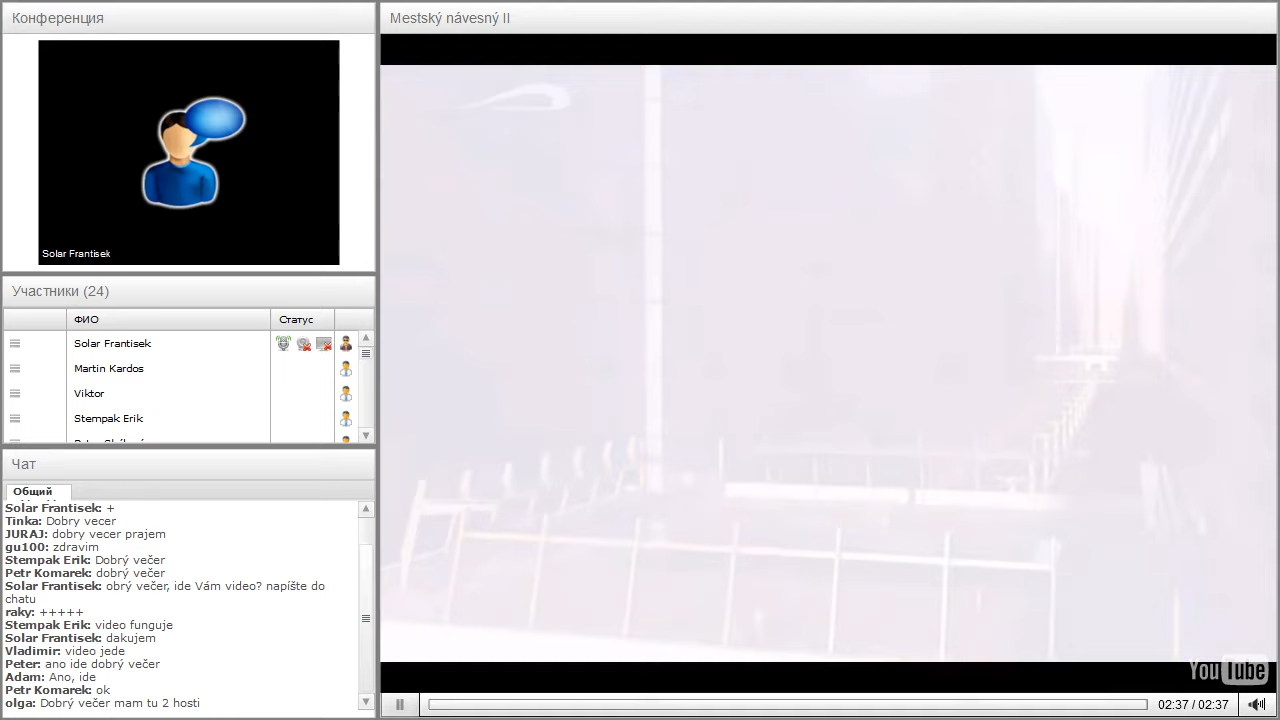 Конференция
Solar Frantisek
Участники (24)
ФИО Статус
Solar Frantisek
Martin Kardos
Viktor
Stempak Erik
Чат
Общий
Solar Frantisek: +
Tinka: Dobry vecer
JURAJ: dobry vecer prajem
gu100: zdravim
Stempak Erik: Dobrý večer
Petr Komarek: dobrý večer
Solar Frantisek: obrý večer, ide Vám video? napíšte do
chatu
raky: +++++
Stempak Erik: video funguje
Solar Frantisek: dakujem
Vladimir: video jede
Peter: ano ide dobrý večer
Adam: Ano, ide
Petr Komarek: ok
olga: Dobrý večer mam tu 2 hosti
Mestský návesný II
YouTube
02:37 / 02:37